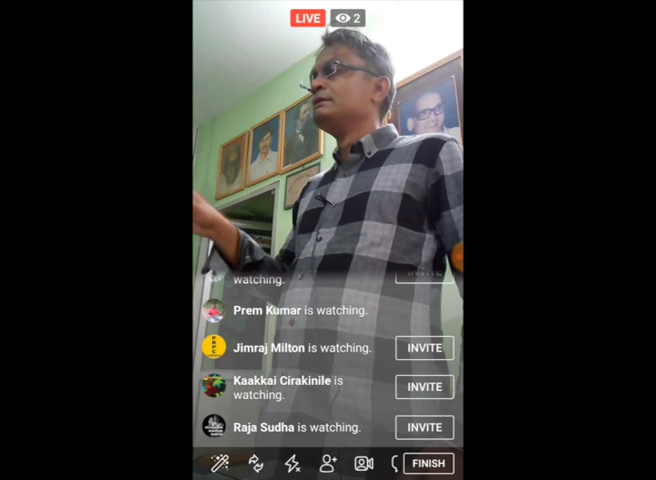 LIVE 2
INVITE
watching.
Prem Kumar is watching.
Jimraj Milton is watching.
INVITE
Kaakkai Cirakinile is
watching.
INVITE
Raja Sudha is watching.
INVITE
FINISH